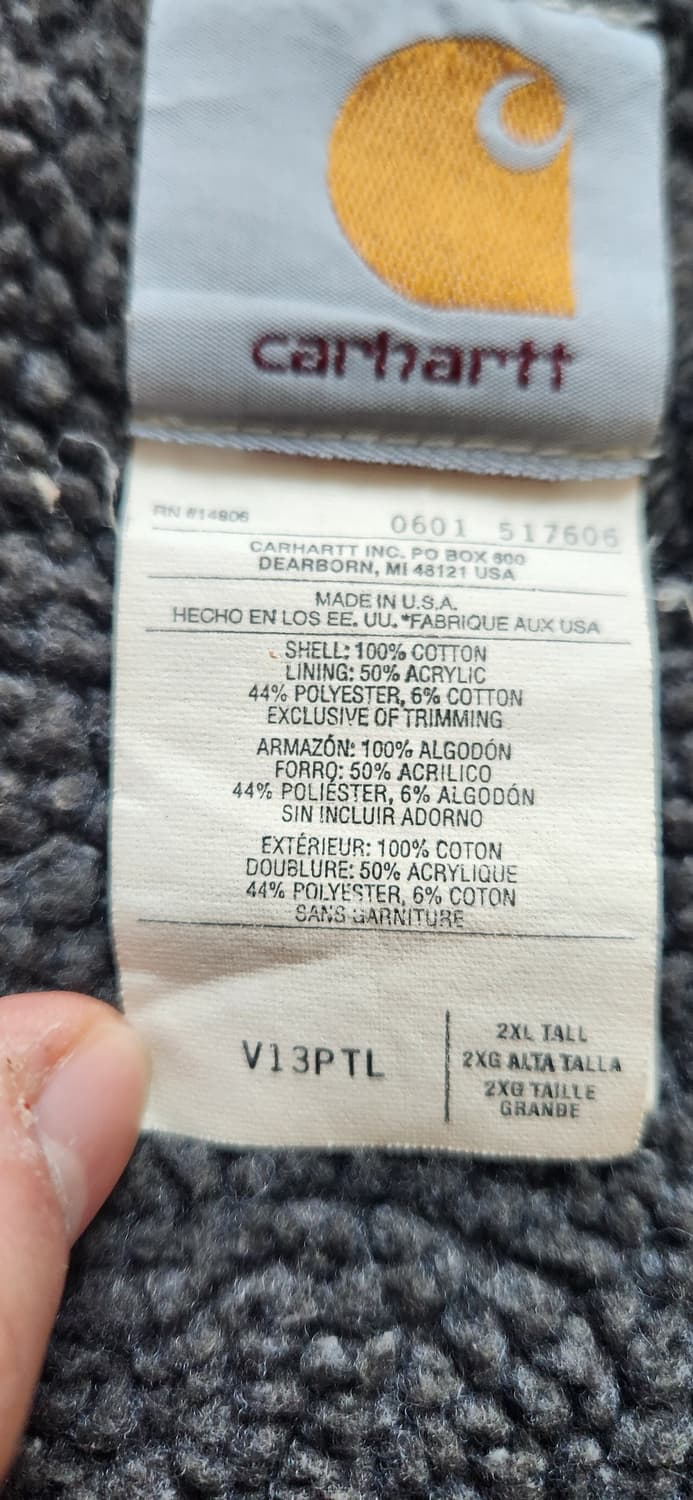 carhartt
RN #14806 0601 517606
CARHARTT INC. PO BOX 600
DEARBORN, MI 48121 USA
MADE IN U.S.A.
HECHO EN LOS EE. UU. *FABRIQUE AUX USA
SHELL: 100% COTTON
LINING: 50% ACRYLIC
44% POLYESTER, 6% COTTON
EXCLUSIVE OF TRIMMING
ARMAZÓN: 100% ALGODÓN
FORRO: 50% ACRILICO
44% POLIÉSTER, 6% ALGODÓN
SIN INCLUIR ADORNO
EXTÉRIEUR: 100% COTON
DOUBLURE: 50% ACRYLIQUE
44% POLYESTER, 6% COTON
SANS GARNITURE
V13PTL
2XL TALL
2XG ALTA TALLA
2XG TAILLE
GRANDE